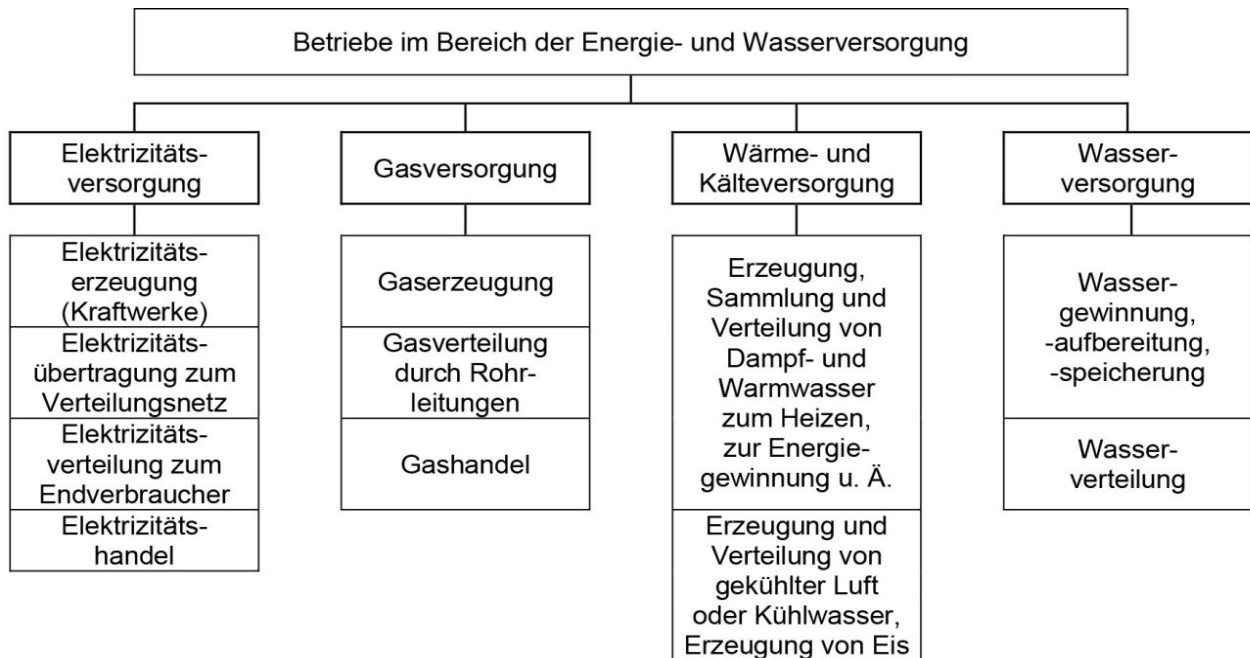 Betriebe im Bereich der Energie- und Wasserversorgung
Elektrizitäts-
versorgung
Gasversorgung
Wärme- und
Kälteversorgung
Wasser-
versorgung
Elektrizitäts-
erzeugung
(Kraftwerke)
Elektrizitäts-
übertragung zum
Verteilungsnetz
Elektrizitäts-
verteilung zum
Endverbraucher
Elektrizitäts-
handel
Gaserzeugung
Gasverteilung
durch Rohr-
leitungen
Gashandel
Erzeugung,
Sammlung und
Verteilung von
Dampf- und
Warmwasser
zum Heizen,
zur Energie-
gewinnung u. Ä.
Erzeugung und
Verteilung von
gekühlter Luft
oder Kühlwasser,
Erzeugung von Eis
Wasser-
gewinnung,
-aufbereitung,
-speicherung
Wasser-
verteilung